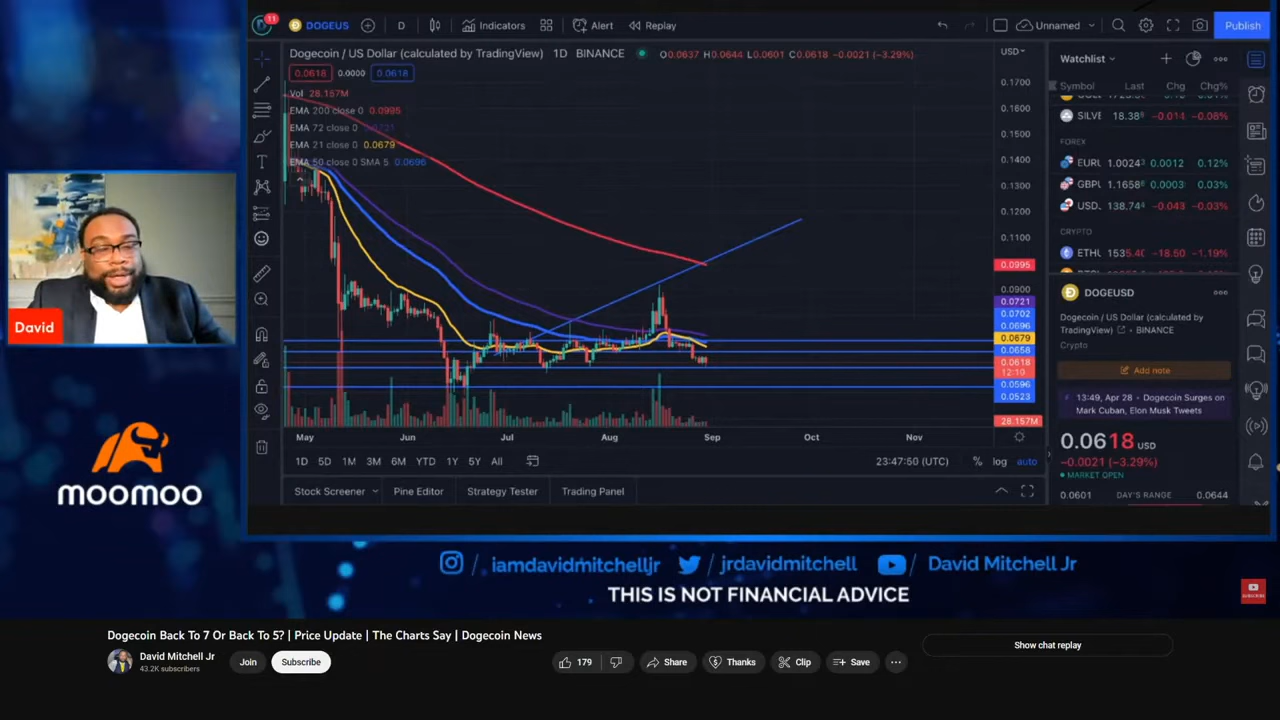 11
DOGEUS
D
Indicators
Alert
Replay
Unnamed
Publish
Dogecoin / US Dollar (calculated by TradingView) 1D BINANCE O0.0637 H0.0644 L0.0601 C0.0618 −0.0021 (−3.29%)
USD
0.0618 0.0000 0.0618
Vol 28.157M
EMA 200 close 0 0.0995
EMA 72 close 0 0.0721
EMA 21 close 0 0.0679
EMA 50 close 0 SMA 5 0.0696
0.1700
0.1600
0.1500
0.1400
0.1300
0.1200
0.1100
0.0995
0.0900
0.0721
0.0702
0.0696
0.0679
0.0658
0.0618
12:10
0.0596
0.0523
28.157M
May Jun Jul Aug Sep Oct Nov
1D 5D 1M 3M 6M YTD 1Y 5Y All
23:47:50 (UTC) % log auto
Stock Screener Pine Editor Strategy Tester Trading Panel
Watchlist
Symbol Last Chg Chg%
SILVE 18.38 −0.014 −0.08%
FOREX
EURL 1.0024 0.0012 0.12%
GBPL 1.1658 0.0003 0.03%
USD. 138.74 −0.043 −0.03%
CRYPTO
ETHL 1535.4 −18.50 −1.19%
DOGEUSD
Dogecoin / US Dollar (calculated by
TradingView) • BINANCE
Crypto
Add note
13:49, Apr 28 • Dogecoin Surges on
Mark Cuban, Elon Musk Tweets
0.0618 USD
−0.0021 (−3.29%)
MARKET OPEN
0.0601 DAY'S RANGE 0.0644
David
moomoo
/ iamdavidmitchelljr / jrdavidmitchell / David Mitchell Jr
THIS IS NOT FINANCIAL ADVICE
SUBSCRIBE
Dogecoin Back To 7 Or Back To 5? | Price Update | The Charts Say | Dogecoin News
David Mitchell Jr
43.2K subscribers
Join
Subscribe
179
Share
Thanks
Clip
Save
Show chat replay